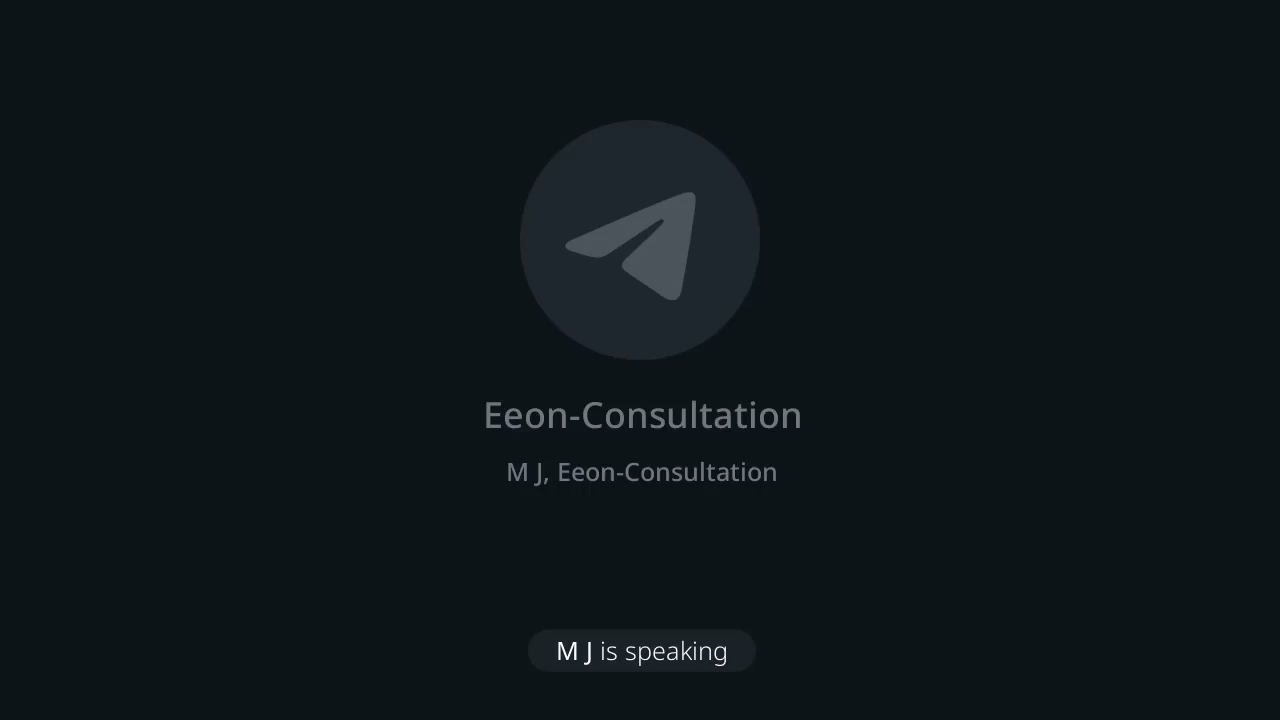 Eeon-Consultation
M J, Eeon-Consultation
M J is speaking